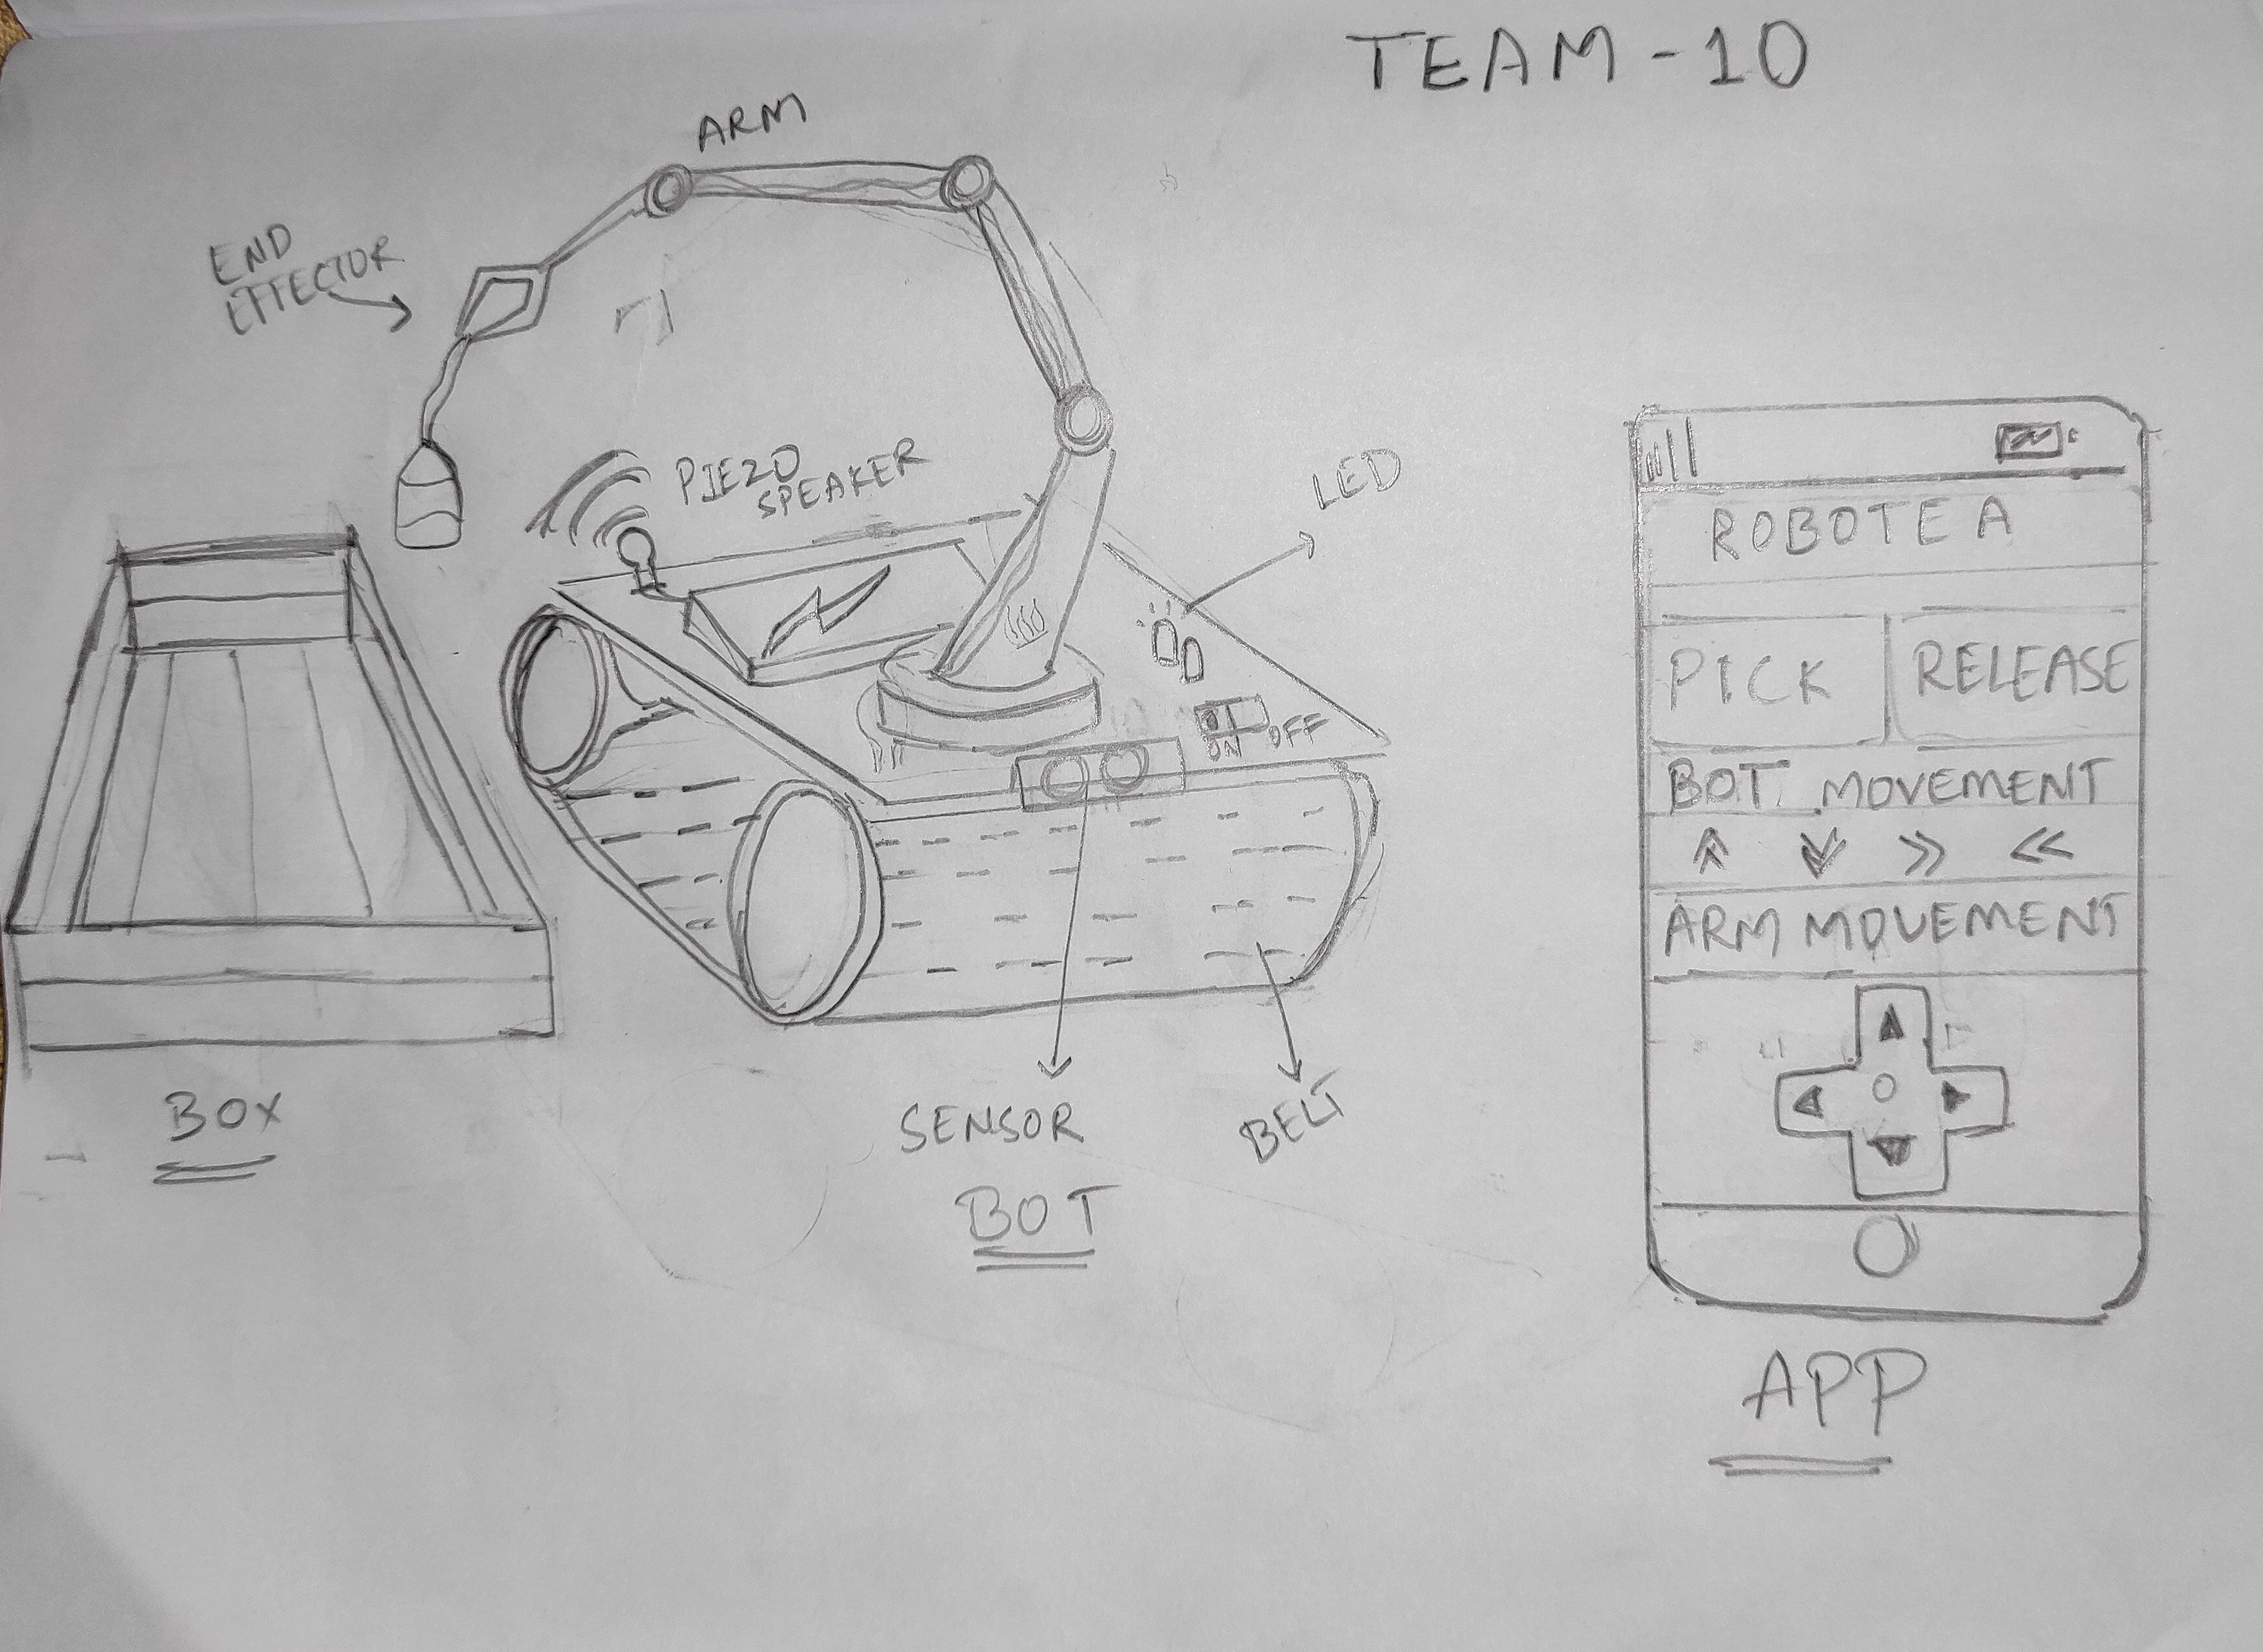 TEAM-10
ARM
END
EFFECTOR
PIEZO
SPEAKER
LED
ON OFF
SENSOR
BELT
BOX
BOT
ROBOTEA
PICK RELEASE
BOT MOVEMENT
ARM MOVEMENT
APP